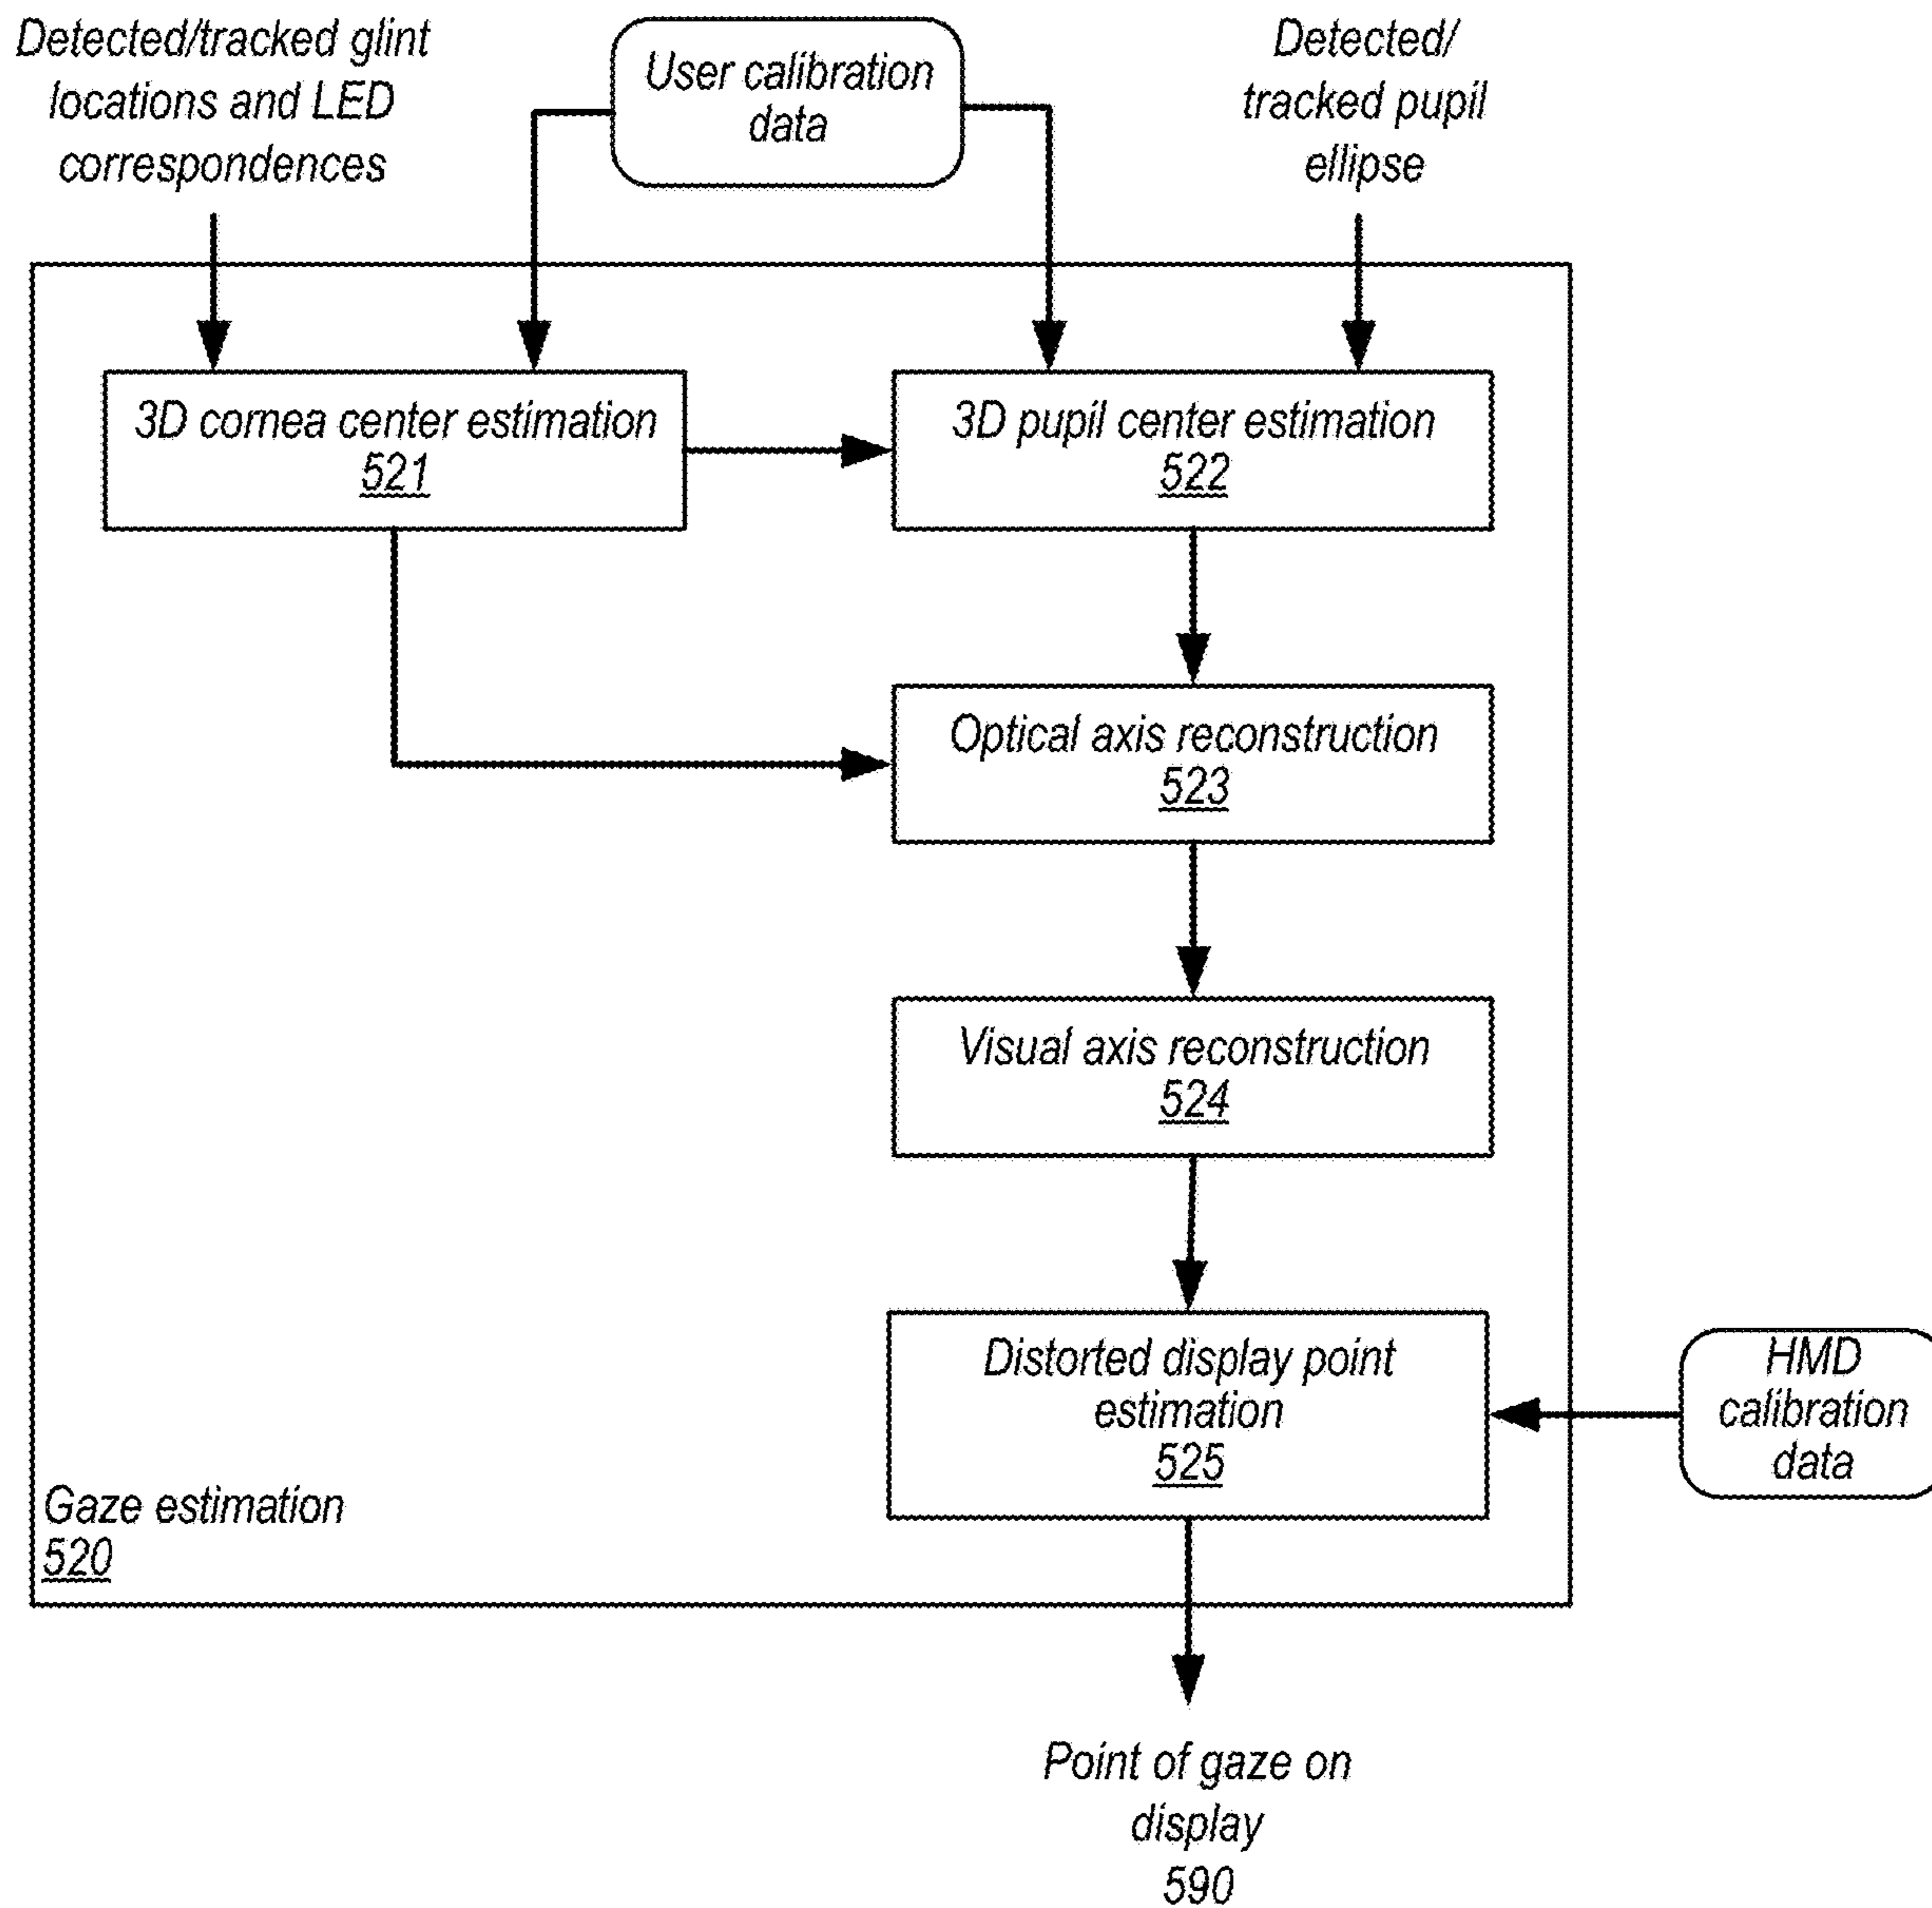 Detected/tracked glint
locations and LED
correspondences
User calibration
data
Detected/
tracked pupil
ellipse
3D cornea center estimation
521
3D pupil center estimation
522
Optical axis reconstruction
523
Visual axis reconstruction
524
Distorted display point
estimation
525
HMD
calibration
data
Gaze estimation
520
Point of gaze on
display
590